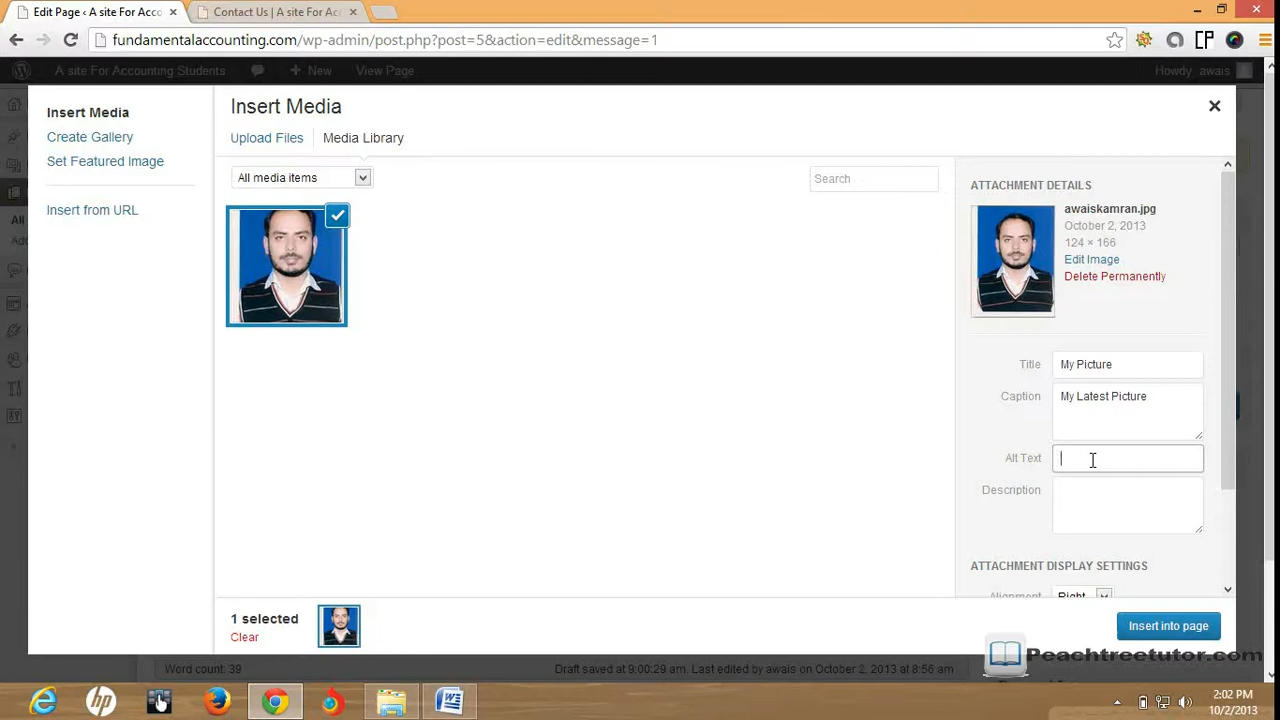 Edit Page ‹ A site For Acco
Contact Us | A site For Acc
fundamentalaccounting.com/wp-admin/post.php?post=5&action=edit&message=1
A site For Accounting Students
New
View Page
Howdy, awais
Insert Media
Create Gallery
Set Featured Image
Insert from URL
Insert Media
Upload Files
Media Library
All media items
Search
ATTACHMENT DETAILS
awaiskamran.jpg
October 2, 2013
124 × 166
Edit Image
Delete Permanently
Title
My Picture
Caption
My Latest Picture
Alt Text
Description
ATTACHMENT DISPLAY SETTINGS
Alignment
Right
All
Add
1 selected
Clear
Insert into page
Peachtreetutor.com
Word count: 39
Draft saved at 9:00:29 am. Last edited by awais on October 2, 2013 at 8:56 am
2:02 PM
10/2/2013